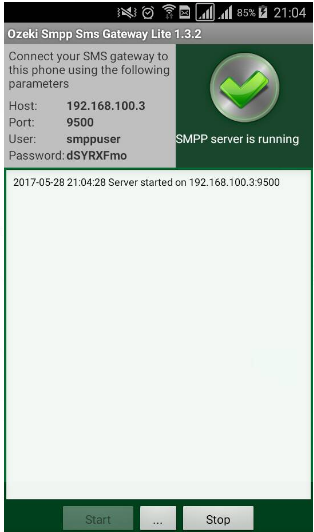 85% 21:04
Ozeki Smpp Sms Gateway Lite 1.3.2
Connect your SMS gateway to
this phone using the following
parameters
Host: 192.168.100.3
Port: 9500
User: smppuser
Password: dSYRXFmo
SMPP server is running
2017-05-28 21:04:28 Server started on 192.168.100.3:9500
Start ... Stop